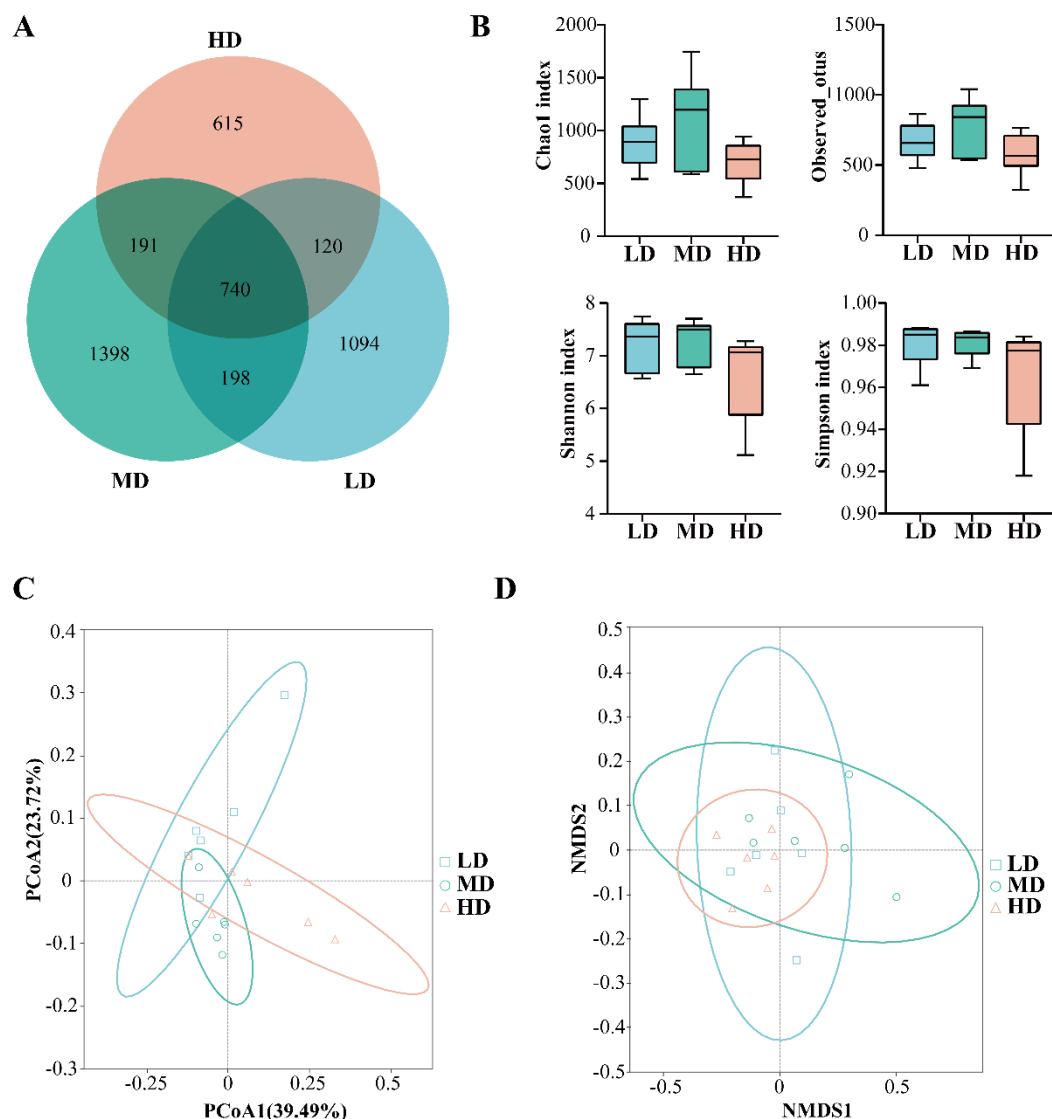 A
HD
615
191
120
740
1398
1094
198
MD
LD
B
2000
1500
1000
500
0
Chao1 index
LD MD HD
1500
1000
500
0
Observed_otus
LD MD HD
8
7
6
5
4
Shannon index
LD MD HD
1.00
0.98
0.96
0.94
0.92
0.90
Simpson index
LD MD HD
C
0.4
0.3
0.2
0.1
0
-0.1
-0.2
-0.3
PCoA2(23.72%)
-0.25 0 0.25 0.5
PCoA1(39.49%)
LD
MD
HD
D
0.5
0.4
0.3
0.2
0.1
0
-0.1
-0.2
-0.3
-0.4
-0.5
NMDS2
-0.5 0 0.5
NMDS1
LD
MD
HD